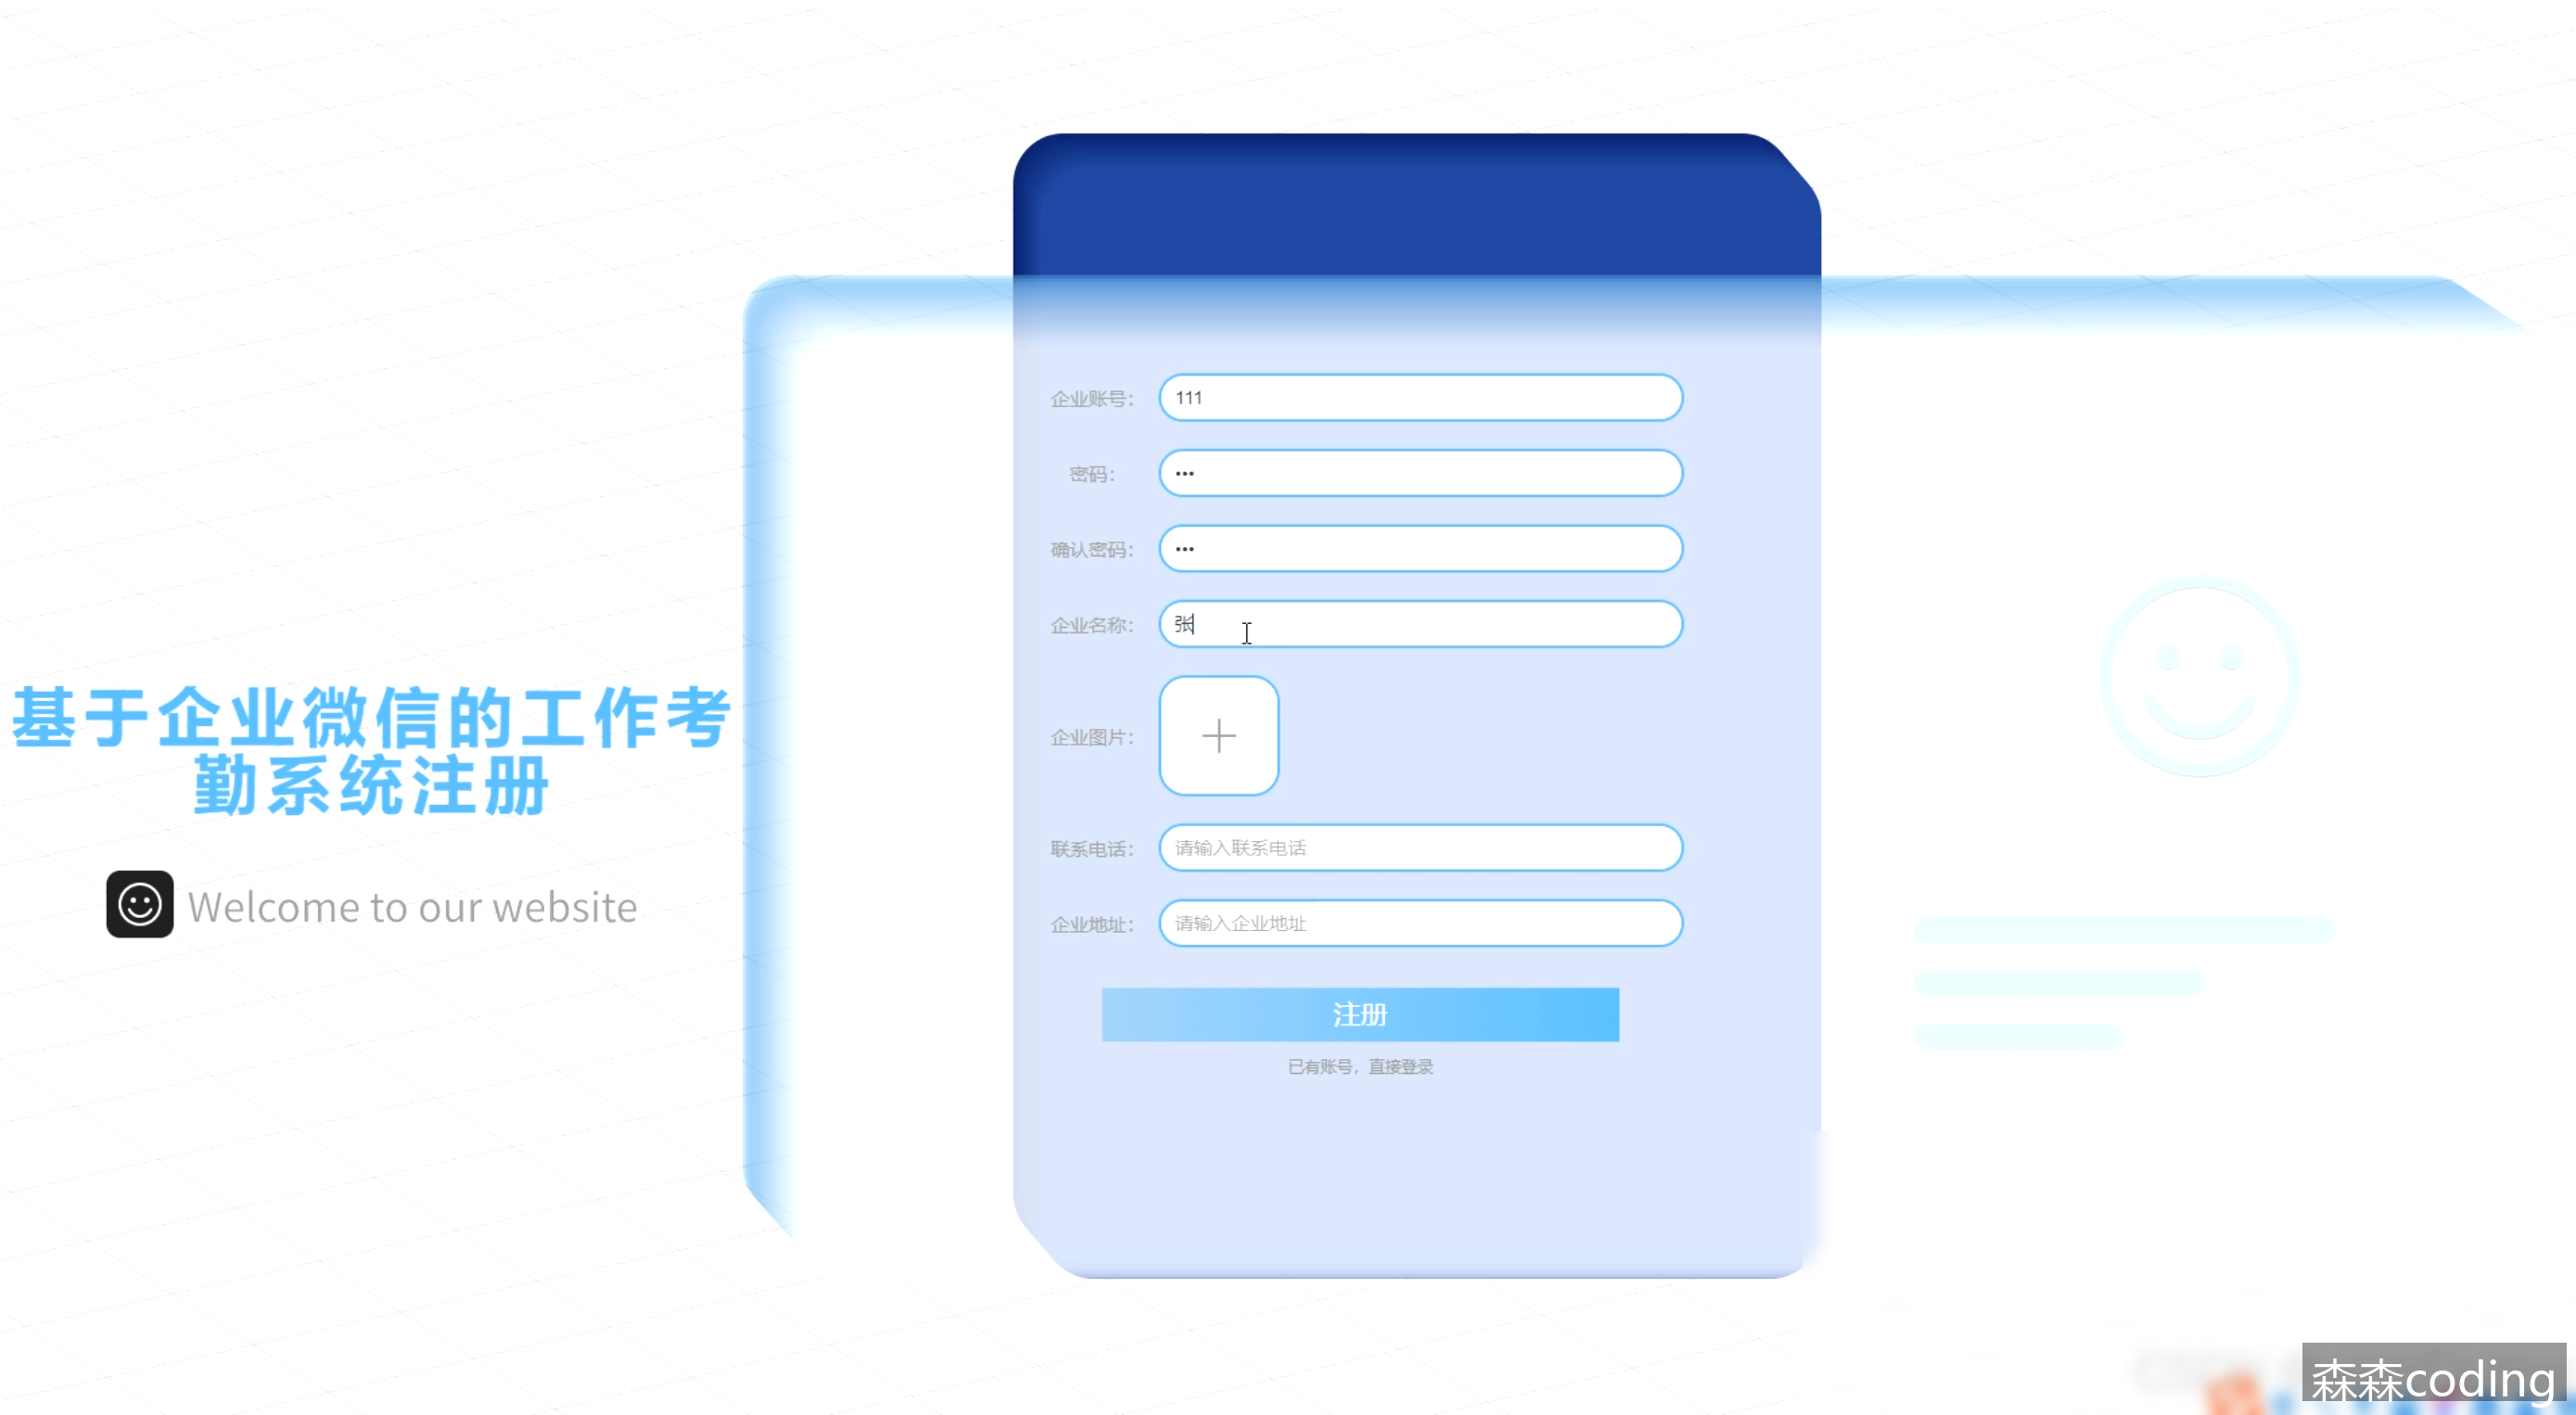 基于企业微信的工作考
勤系统注册
Welcome to our website
企业账号：
111
密码：
•••
确认密码：
•••
企业名称：
张
企业图片：
联系电话：
请输入联系电话
企业地址：
请输入企业地址
注册
已有账号，直接登录
森森coding